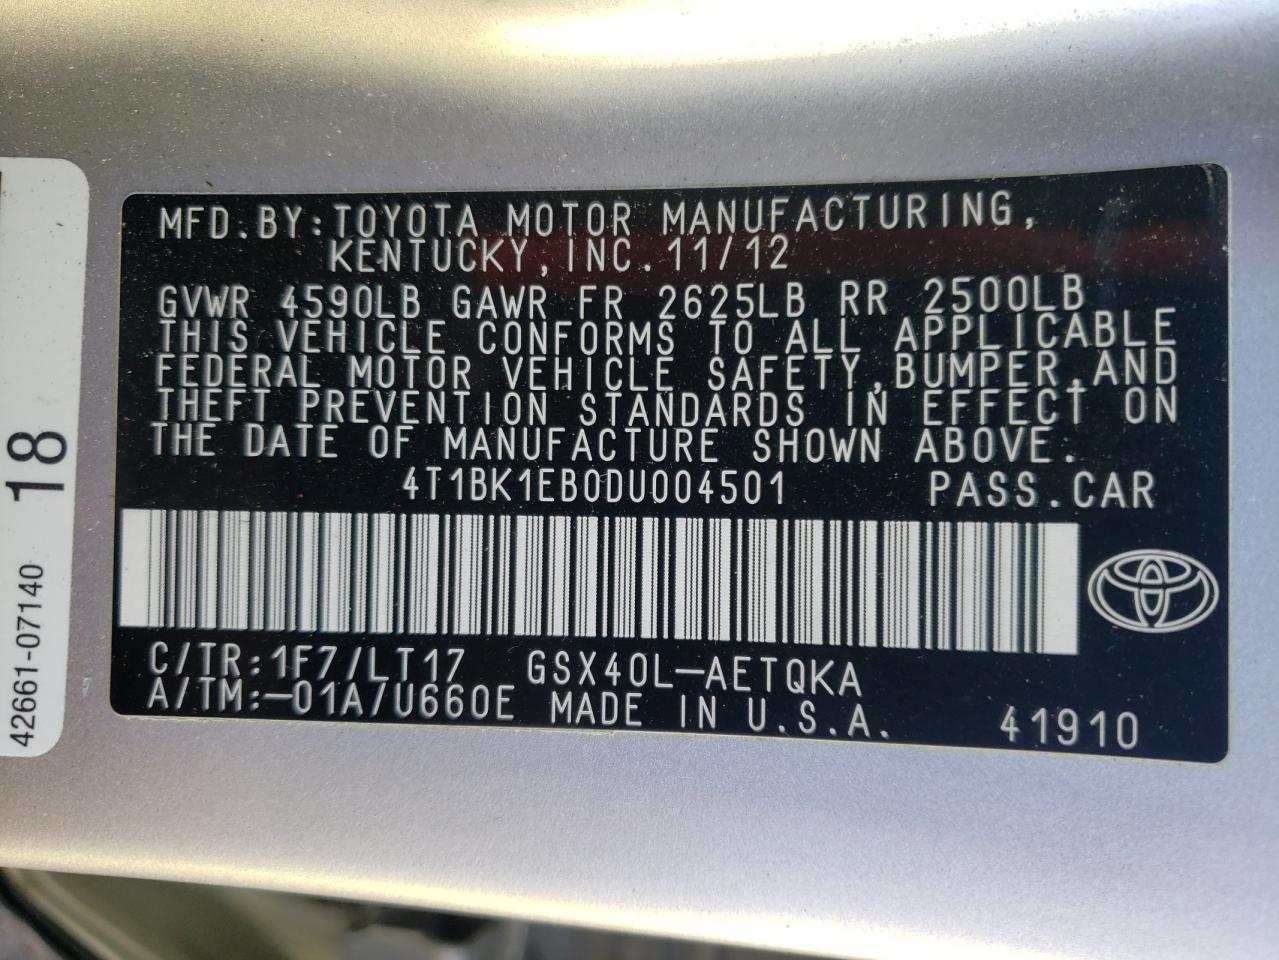 MFD.BY:TOYOTA MOTOR MANUFACTURING,
KENTUCKY,INC.11/12
GVWR 4590LB GAWR FR 2625LB RR 2500LB
THIS VEHICLE CONFORMS TO ALL APPLICABLE
FEDERAL MOTOR VEHICLE SAFETY,BUMPER,AND
THEFT PREVENTION STANDARDS IN EFFECT ON
THE DATE OF MANUFACTURE SHOWN ABOVE.
4T1BK1EB0DU004501 PASS.CAR
C/TR:1F7/LT17 GSX40L-AETQKA
A/TM:-01A/U660E MADE IN U.S.A. 41910
42661-07140 18